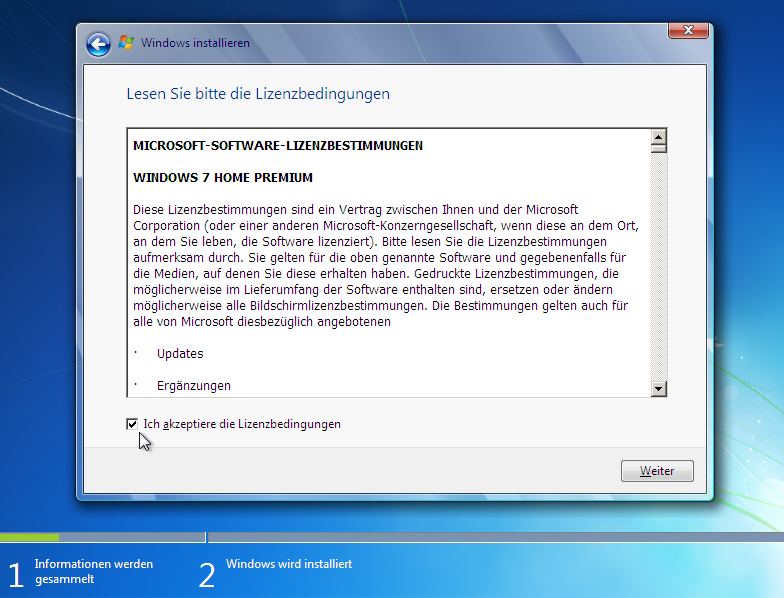 Windows installieren
Lesen Sie bitte die Lizenzbedingungen
MICROSOFT-SOFTWARE-LIZENZBESTIMMUNGEN
WINDOWS 7 HOME PREMIUM
Diese Lizenzbestimmungen sind ein Vertrag zwischen Ihnen und der Microsoft
Corporation (oder einer anderen Microsoft-Konzerngesellschaft, wenn diese an dem Ort,
an dem Sie leben, die Software lizenziert). Bitte lesen Sie die Lizenzbestimmungen
aufmerksam durch. Sie gelten für die oben genannte Software und gegebenenfalls für
die Medien, auf denen Sie diese erhalten haben. Gedruckte Lizenzbestimmungen, die
möglicherweise im Lieferumfang der Software enthalten sind, ersetzen oder ändern
möglicherweise alle Bildschirmlizenzbestimmungen. Die Bestimmungen gelten auch für
alle von Microsoft diesbezüglich angebotenen
· Updates
· Ergänzungen
Ich akzeptiere die Lizenzbedingungen
Weiter
1 Informationen werden
gesammelt
2 Windows wird installiert